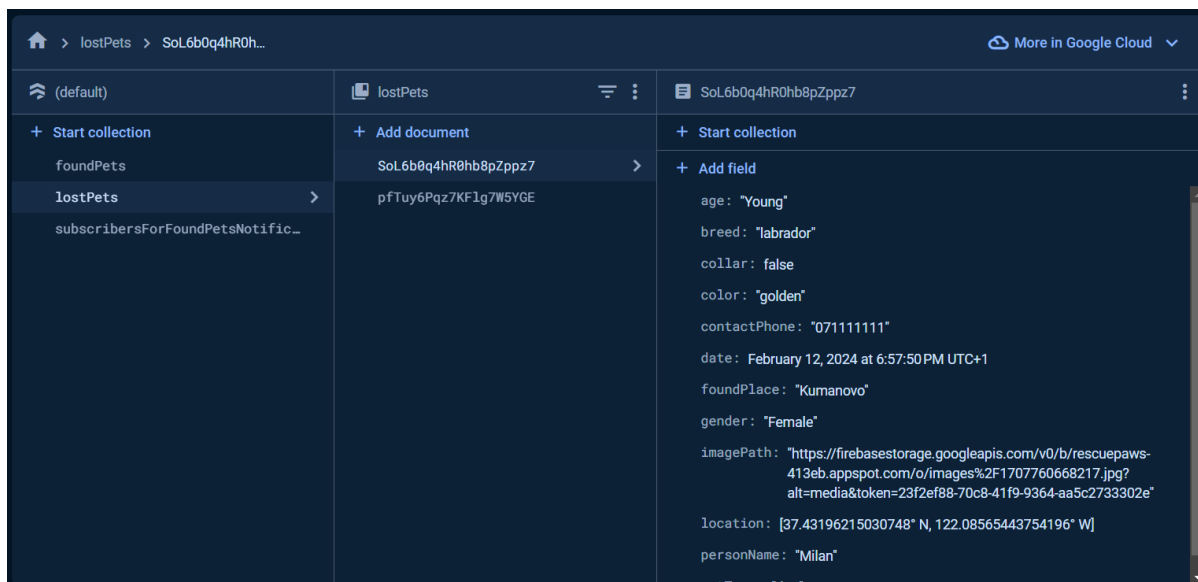 lostPets > SoL6b0q4hR0h...
More in Google Cloud
(default)
+ Start collection
foundPets
lostPets
subscribersForFoundPetsNotific...
lostPets
+ Add document
SoL6b0q4hR0hb8pZppz7
pfTuy6Pqz7KFlg7W5YGE
SoL6b0q4hR0hb8pZppz7
+ Start collection
+ Add field
age: "Young"
breed: "labrador"
collar: false
color: "golden"
contactPhone: "071111111"
date: February 12, 2024 at 6:57:50 PM UTC+1
foundPlace: "Kumanovo"
gender: "Female"
imagePath: "https://firebasestorage.googleapis.com/v0/b/rescuepaws-
413eb.appspot.com/o/images%2F1707760668217.jpg?
alt=media&token=23f2ef88-70c8-41f9-9364-aa5c2733302e"
location: [37.43196215030748° N, 122.08565443754196° W]
personName: "Milan"